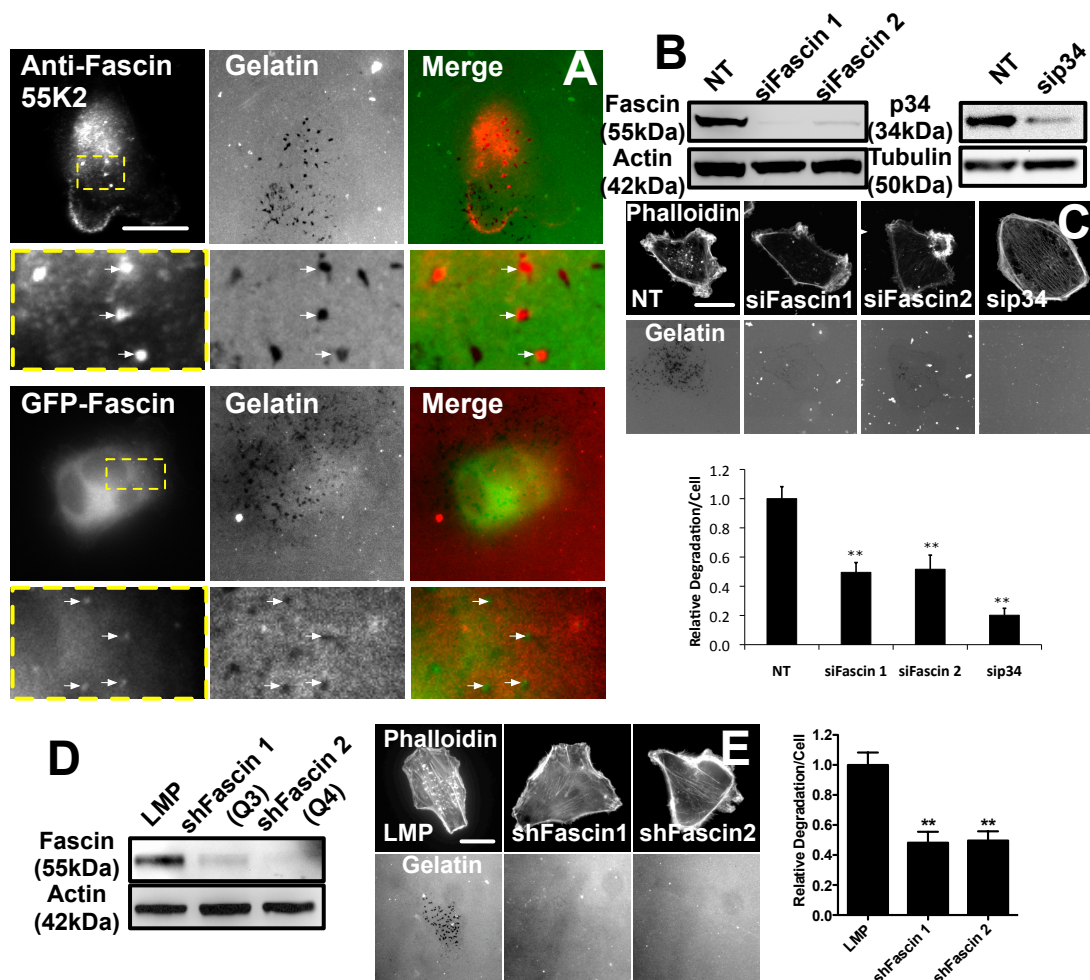 Anti-Fascin
55K2
Gelatin
Merge
A
GFP-Fascin
Gelatin
Merge
B
NT
siFascin 1
siFascin 2
Fascin
(55kDa)
Actin
(42kDa)
NT
sip34
p34
(34kDa)
Tubulin
(50kDa)
C
Phalloidin
NT
siFascin1
siFascin2
sip34
Gelatin
Relative Degradation/Cell
1.2
1.0
0.8
0.6
0.4
0.2
0.0
**
**
**
NT
siFascin 1
siFascin 2
sip34
D
LMP
shFascin 1
(Q3)
shFascin 2
(Q4)
Fascin
(55kDa)
Actin
(42kDa)
E
Phalloidin
LMP
shFascin1
shFascin2
Gelatin
Relative Degradation/Cell
1.2
1.0
0.8
0.6
0.4
0.2
0.0
**
**
LMP
shFascin 1
shFascin 2